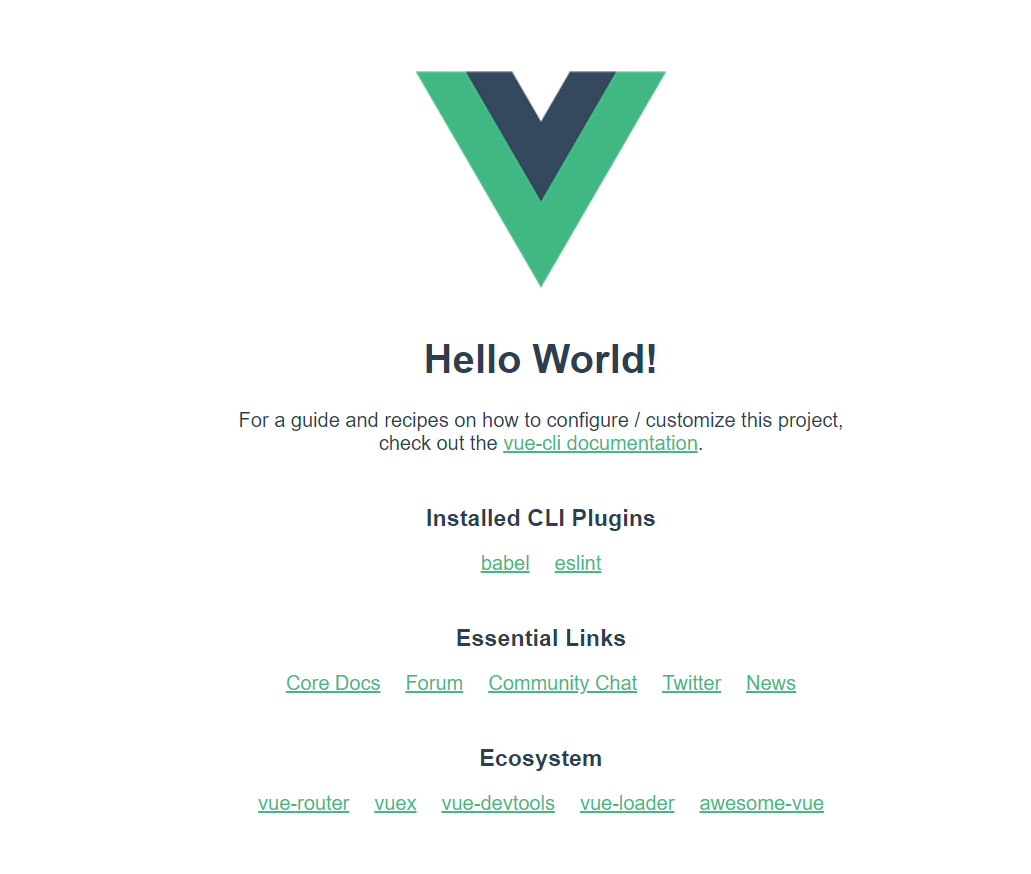 Hello World!
For a guide and recipes on how to configure / customize this project,
check out the vue-cli documentation.
Installed CLI Plugins
babel eslint
Essential Links
Core Docs Forum Community Chat Twitter News
Ecosystem
vue-router vuex vue-devtools vue-loader awesome-vue